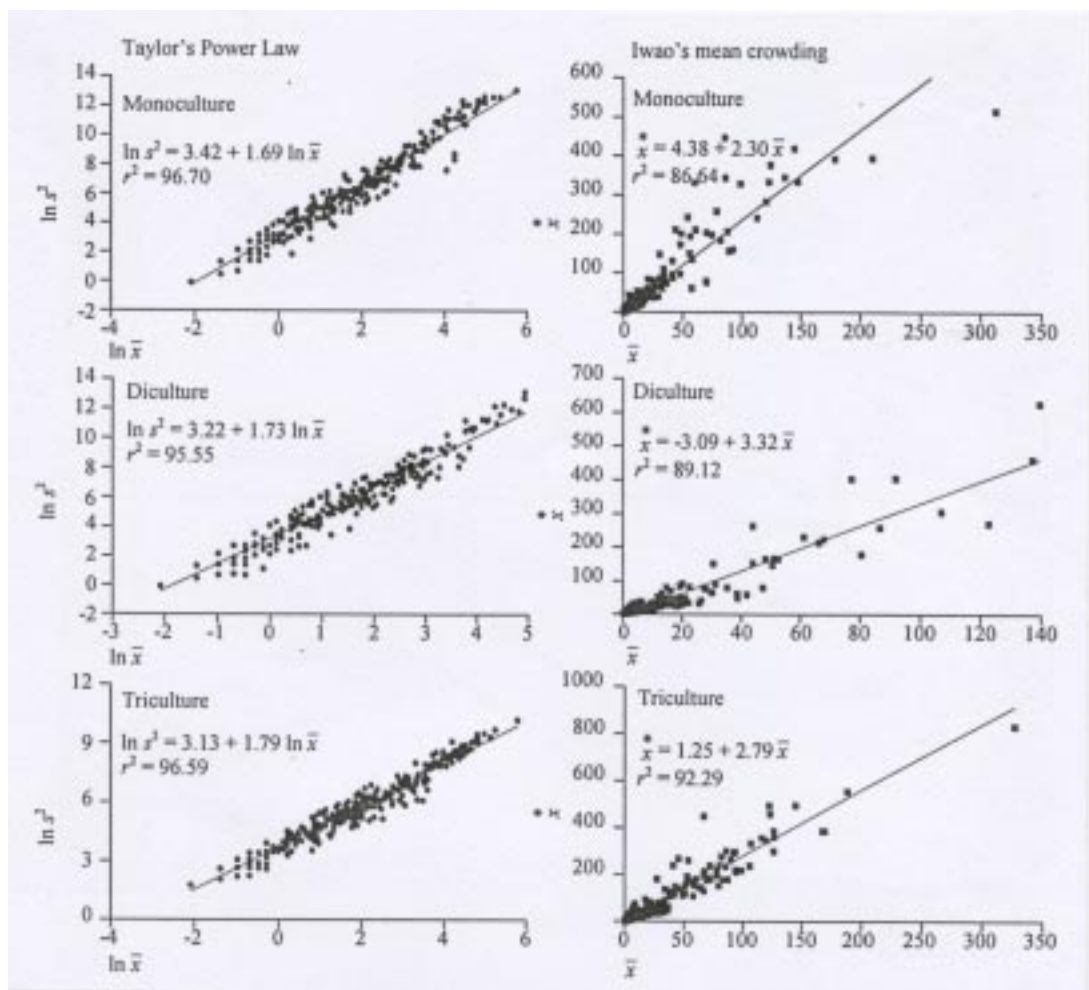 Taylor's Power Law
14
12
10
8
6
4
2
0
-2
Monoculture
ln s² = 3.42 + 1.69 ln x̄
r² = 96.70
ln s²
-4
-2
0
2
4
6
ln x̄
Iwao's mean crowding
600
500
400
300
200
100
Monoculture
x = 4.38 + 2.30 x̄
r² = 86.64
x
0
50
100
150
200
250
300
350
x̄
14
12
10
8
6
4
2
0
-2
Diculture
ln s² = 3.22 + 1.73 ln x̄
r² = 95.55
ln s²
-3
-2
-1
0
1
2
3
4
5
ln x̄
700
600
500
400
300
200
100
Diculture
x = -3.09 + 3.32 x̄
r² = 89.12
x
0
20
40
60
80
100
120
140
x̄
12
9
6
3
0
Triculture
ln s² = 3.13 + 1.79 ln x̄
r² = 96.59
ln s²
-4
-2
0
2
4
6
ln x̄
1000
800
600
400
200
Triculture
x = 1.25 + 2.79 x̄
r² = 92.29
x
0
50
100
150
200
250
300
350
x̄